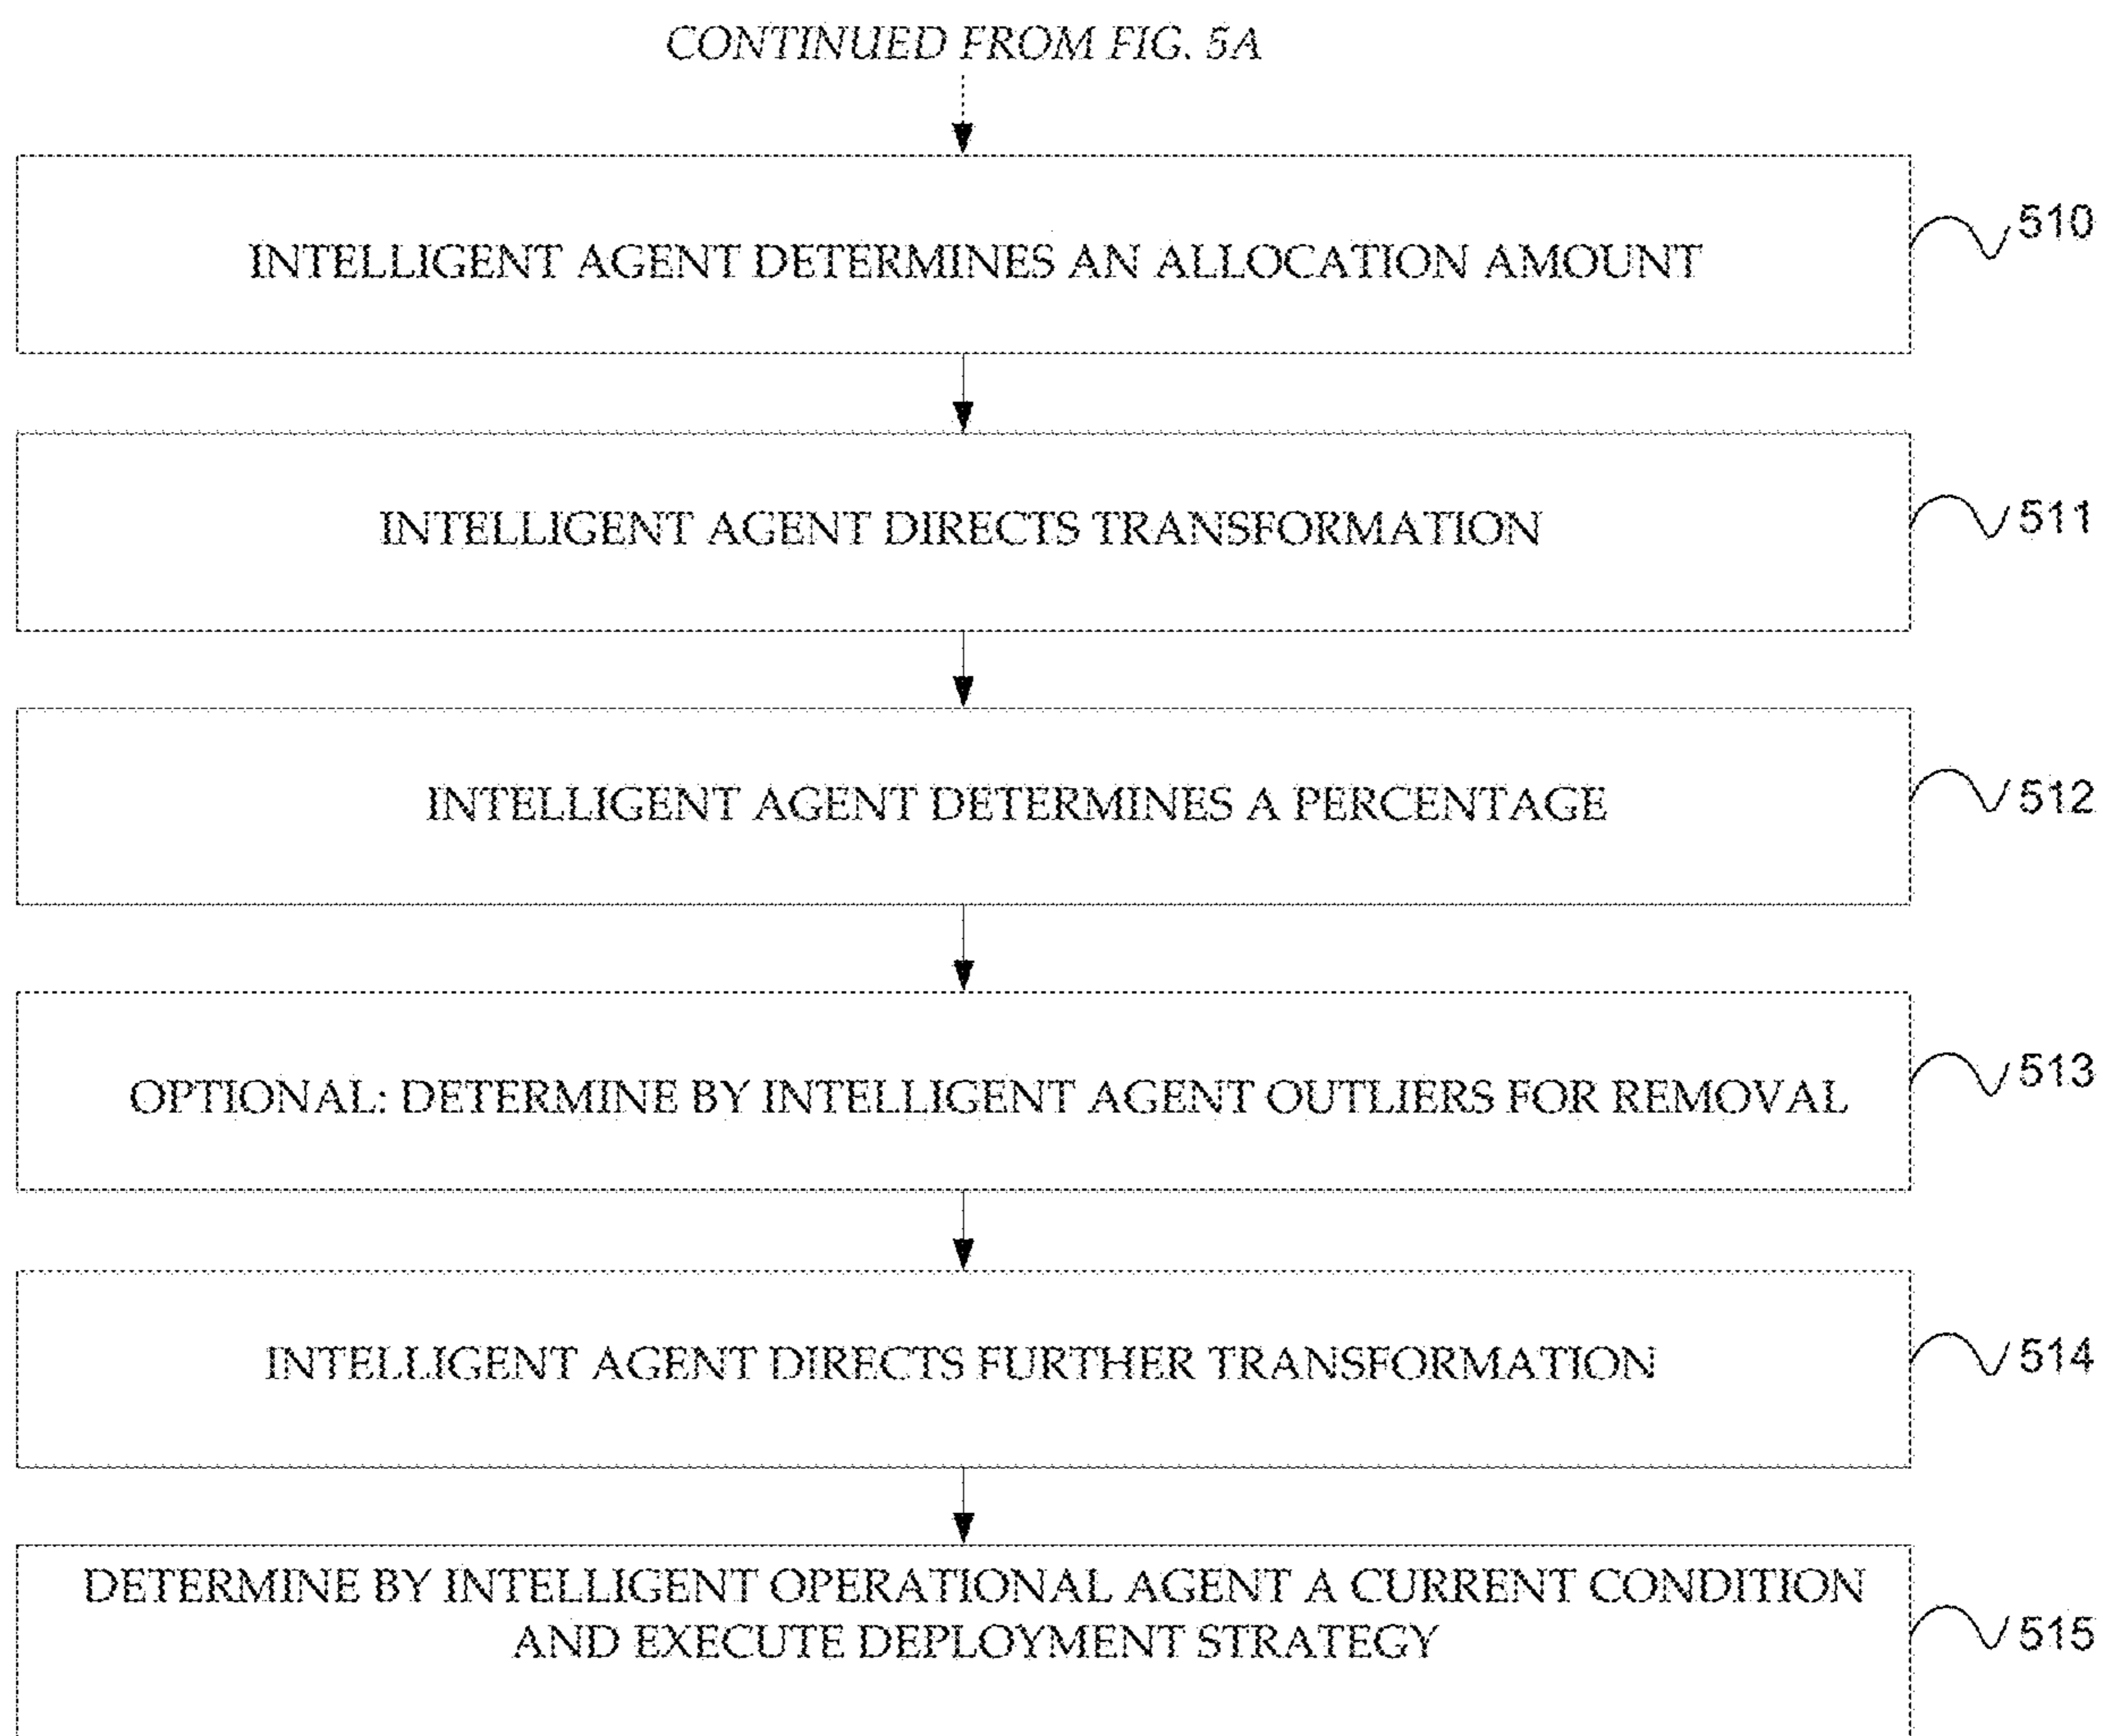 CONTINUED FROM FIG. 5A
INTELLIGENT AGENT DETERMINES AN ALLOCATION AMOUNT
510
INTELLIGENT AGENT DIRECTS TRANSFORMATION
511
INTELLIGENT AGENT DETERMINES A PERCENTAGE
512
OPTIONAL: DETERMINE BY INTELLIGENT AGENT OUTLIERS FOR REMOVAL
513
INTELLIGENT AGENT DIRECTS FURTHER TRANSFORMATION
514
DETERMINE BY INTELLIGENT OPERATIONAL AGENT A CURRENT CONDITION
AND EXECUTE DEPLOYMENT STRATEGY
515